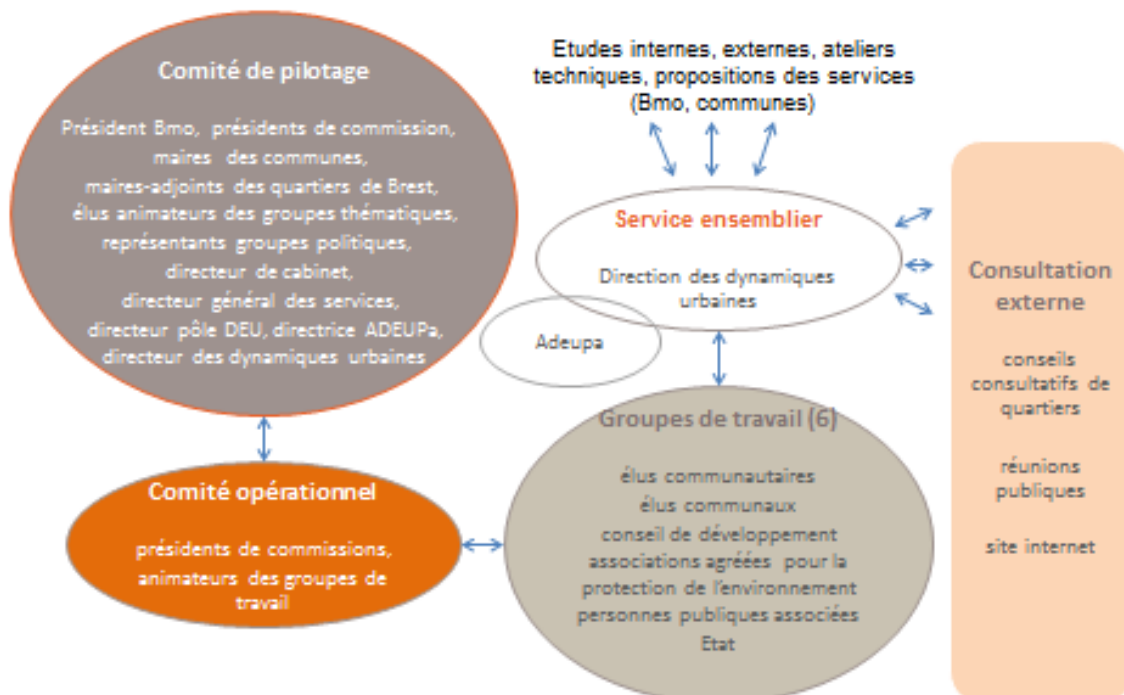 Comité de pilotage
Président Bmo, présidents de commission,
maires des communes,
maires-adjoints des quartiers de Brest,
élus animateurs des groupes thématiques,
représentants groupes politiques,
directeur de cabinet,
directeur général des services,
directeur pôle DEU, directrice ADEUPa,
directeur des dynamiques urbaines
Etudes internes, externes, ateliers
techniques, propositions des services
(Bmo, communes)
Service ensemblier
Direction des dynamiques
urbaines
Adeupa
Consultation
externe
conseils
consultatifs de
quartiers
réunions
publiques
site internet
Comité opérationnel
présidents de commissions,
animateurs des groupes de
travail
Groupes de travail (6)
élus communautaires
élus communaux
conseil de développement
associations agréées pour la
protection de l'environnement
personnes publiques associées
Etat